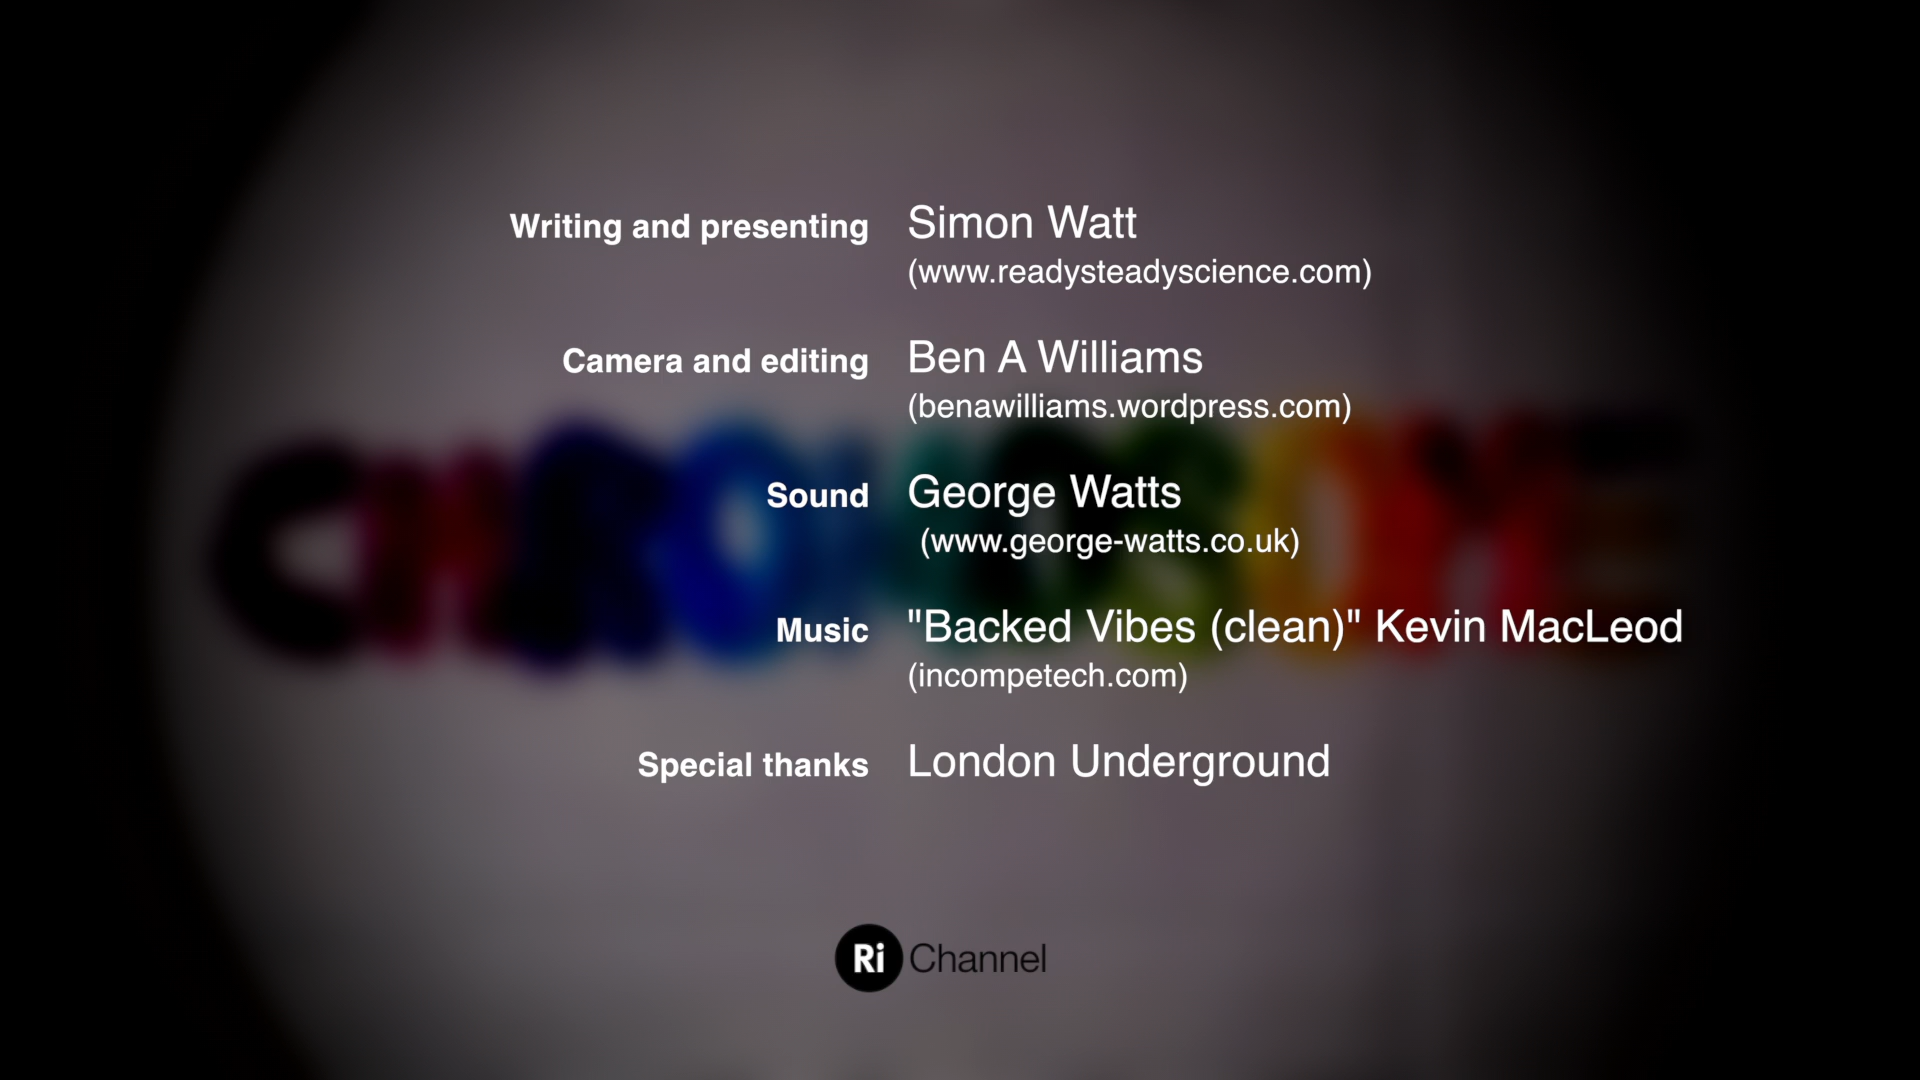 Writing and presenting Simon Watt
(www.readysteadyscience.com)
Camera and editing Ben A Williams
(benawilliams.wordpress.com)
Sound George Watts
(www.george-watts.co.uk)
Music "Backed Vibes (clean)" Kevin MacLeod
(incompetech.com)
Special thanks London Underground
CHROMOSOME
Ri Channel